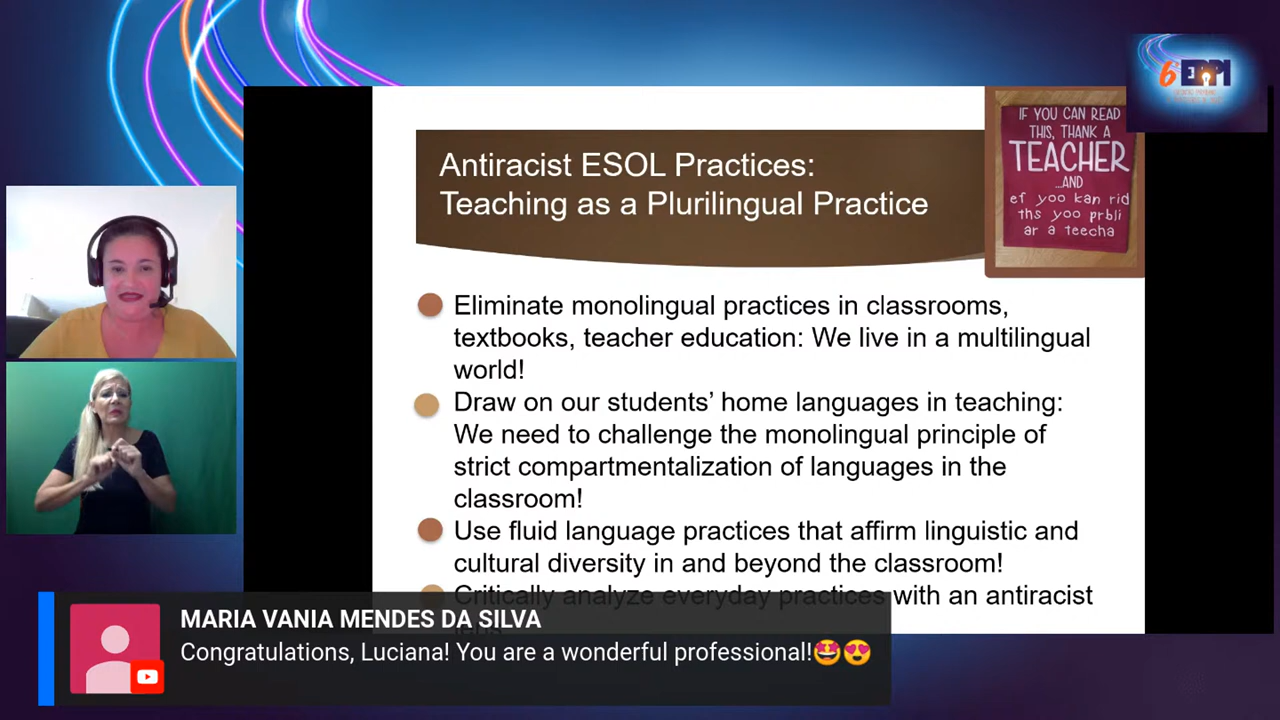 6º EPPI
IF YOU CAN READ
THIS, THANK A
TEACHER
...AND
ef yoo kan rid
ths yoo prbli
ar a teecha
Antiracist ESOL Practices:
Teaching as a Plurilingual Practice
Eliminate monolingual practices in classrooms,
textbooks, teacher education: We live in a multilingual
world!
Draw on our students’ home languages in teaching:
We need to challenge the monolingual principle of
strict compartmentalization of languages in the
classroom!
Use fluid language practices that affirm linguistic and
cultural diversity in and beyond the classroom!
Critically analyze everyday practices with an antiracist
MARIA VANIA MENDES DA SILVA
Congratulations, Luciana! You are a wonderful professional!🤩😍